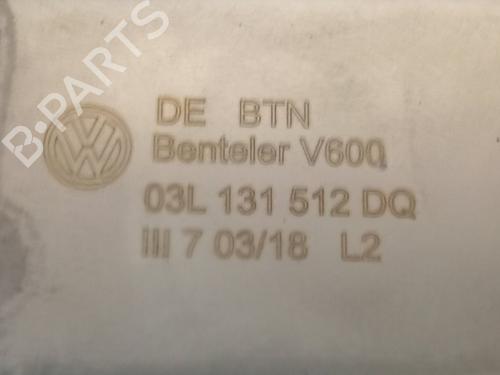 B-PARTS
DE BTN
Benteler V600
03L 131 512 DQ
III 7 03/18 L2